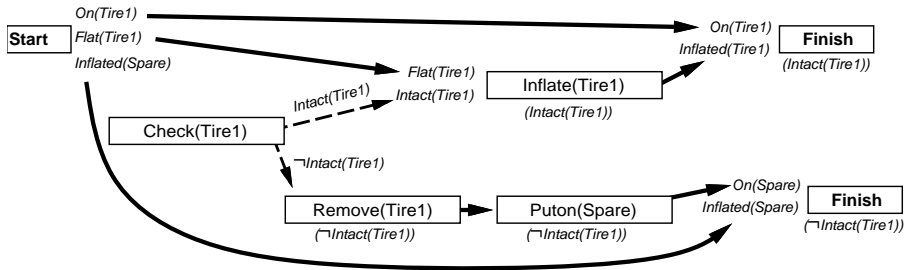 On(Tire1)
Start
Flat(Tire1)
Inflated(Spare)
On(Tire1)
Inflated(Tire1)
Finish
(Intact(Tire1))
Flat(Tire1)
Intact(Tire1)
Inflate(Tire1)
(Intact(Tire1))
Intact(Tire1)
Check(Tire1)
¬Intact(Tire1)
Remove(Tire1)
(¬Intact(Tire1))
Puton(Spare)
(¬Intact(Tire1))
On(Spare)
Inflated(Spare)
Finish
(¬Intact(Tire1))